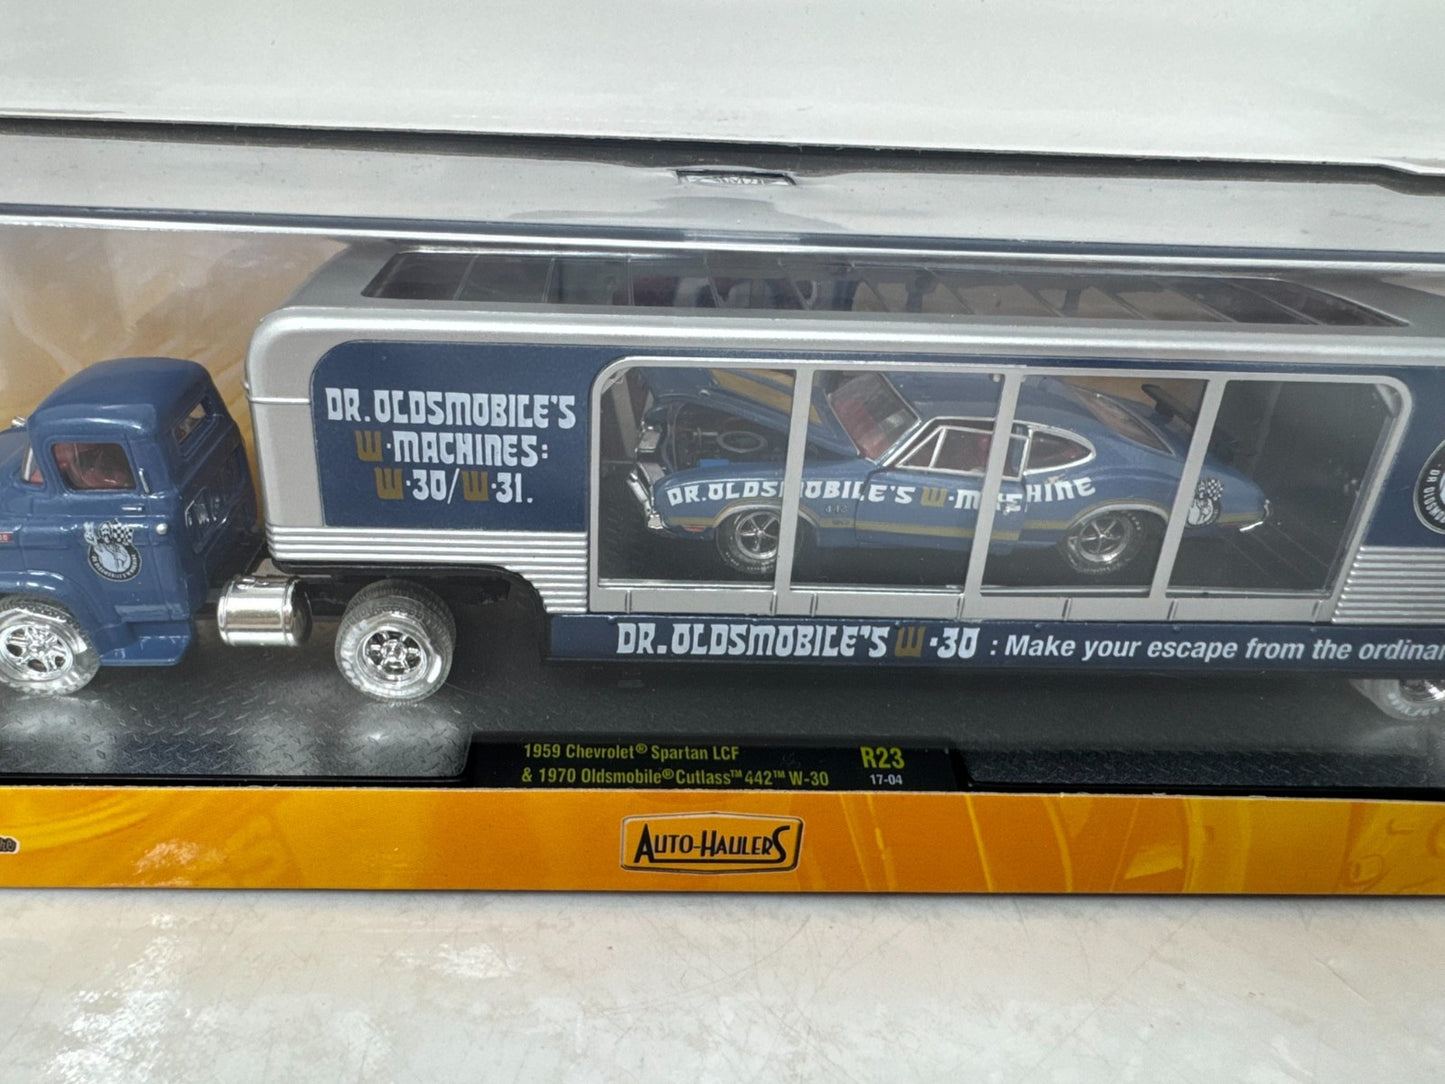 DR. OLDSMOBILE'S
W-MACHINES:
W-30/W-31.
DR. OLDSMOBILE'S W-MACHINE
442
DR. OLDSMOBILE'S W-30 : Make your escape from the ordinar
1959 Chevrolet® Spartan LCF
& 1970 Oldsmobile® Cutlass™ 442™ W-30
R23
17-04
AUTO-HAULERS